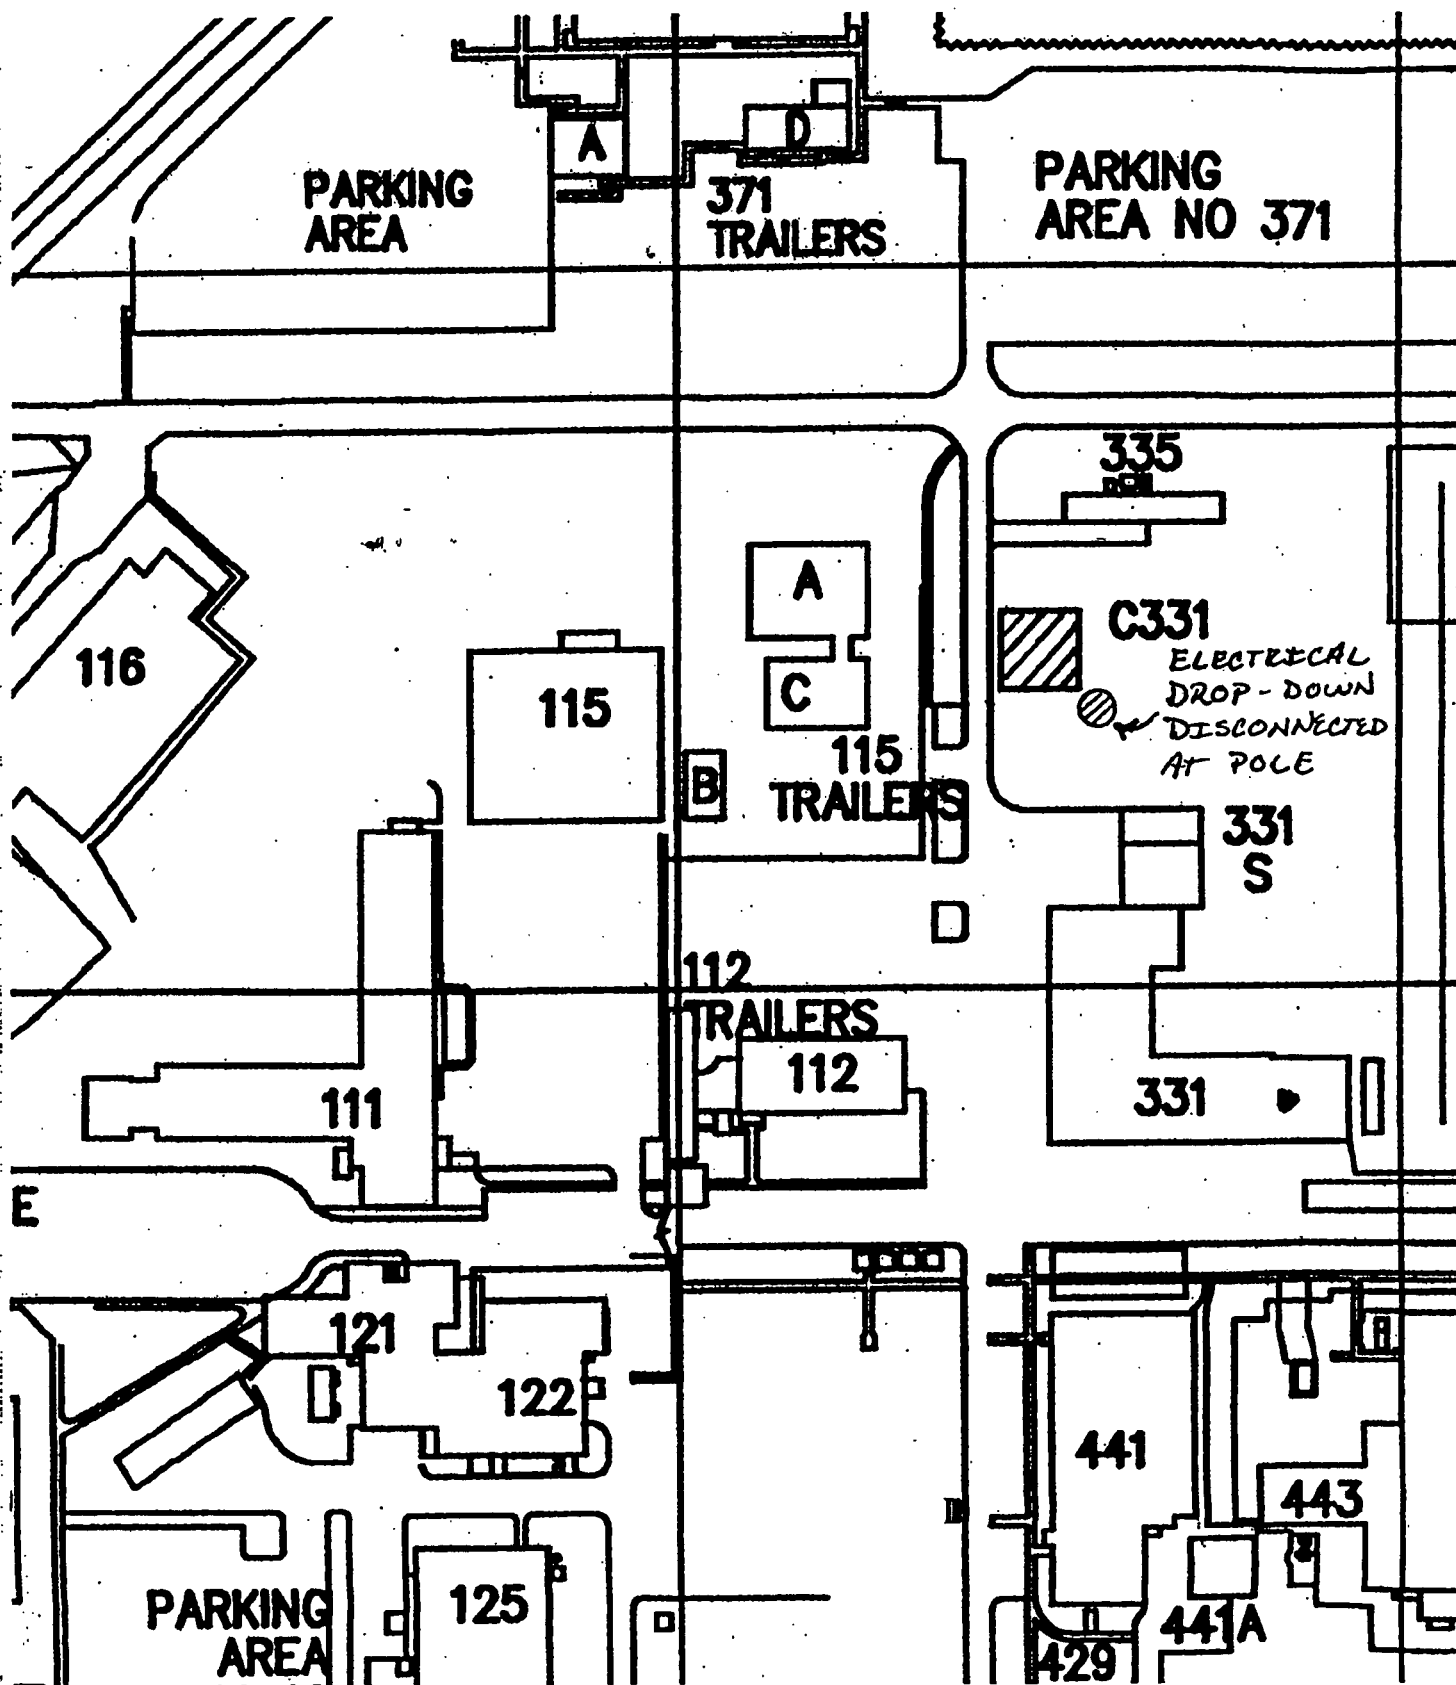 A
D
PARKING
AREA
371
TRAILERS
PARKING
AREA NO 371
335
A
C331
ELECTRICAL
DROP-DOWN
DISCONNECTED
AT POLE
116
115
C
115
TRAILERS
B
331
S
112
TRAILERS
112
111
331
E
121
122
441
443
125
PARKING
AREA
441A
429